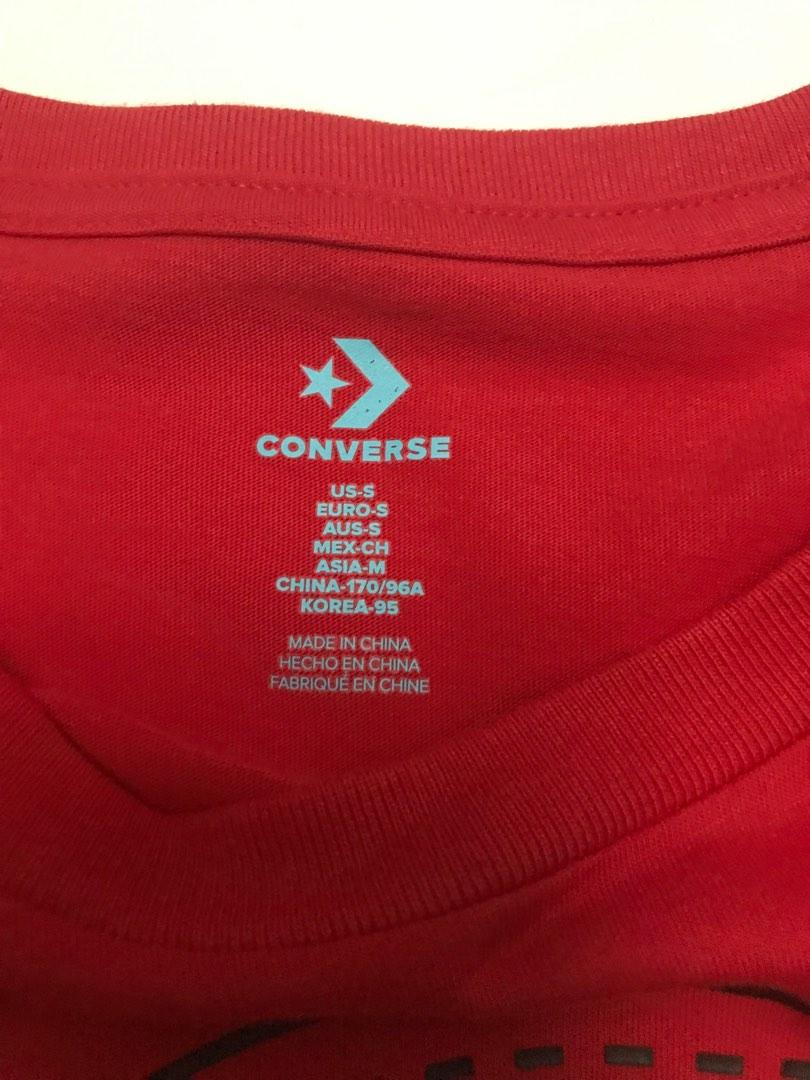 CONVERSE
US-S
EURO-S
AUS-S
MEX-CH
ASIA-M
CHINA-170/96A
KOREA-95
MADE IN CHINA
HECHO EN CHINA
FABRIQUÉ EN CHINE